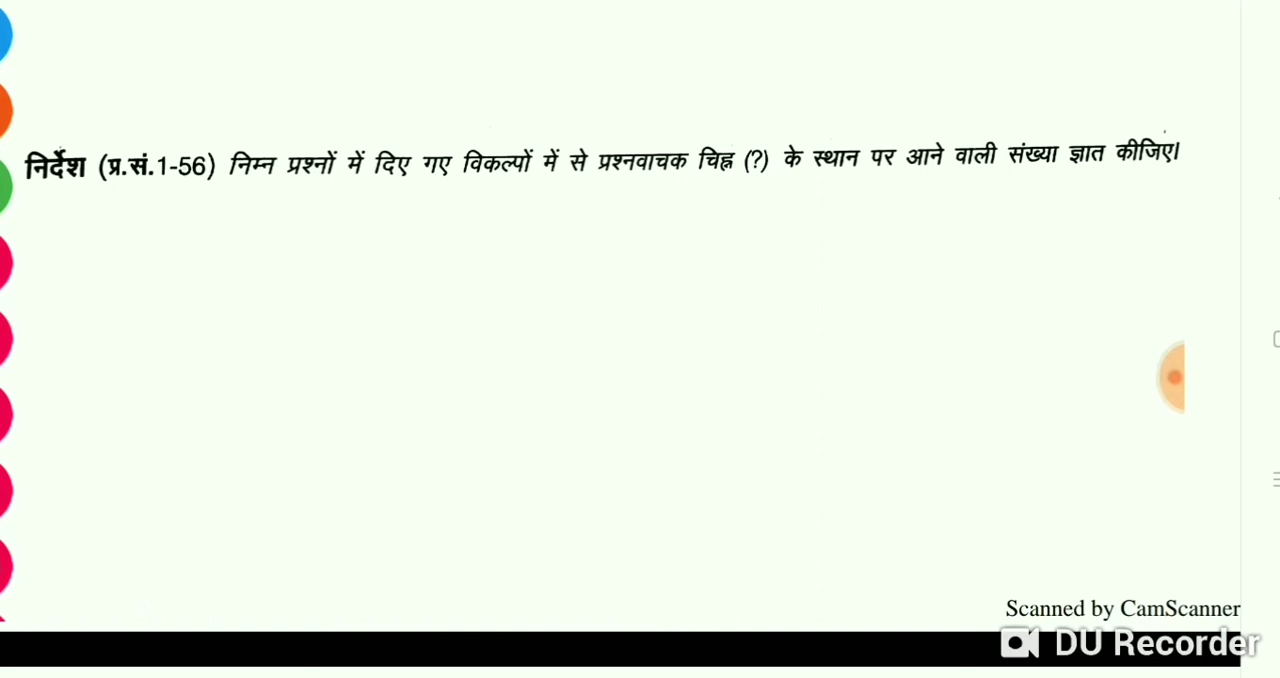 निर्देश (प्र.सं.1-56) निम्न प्रश्नों में दिए गए विकल्पों में से प्रश्नवाचक चिह्न (?) के स्थान पर आने वाली संख्या ज्ञात कीजिए।
Scanned by CamScanner
DU Recorder